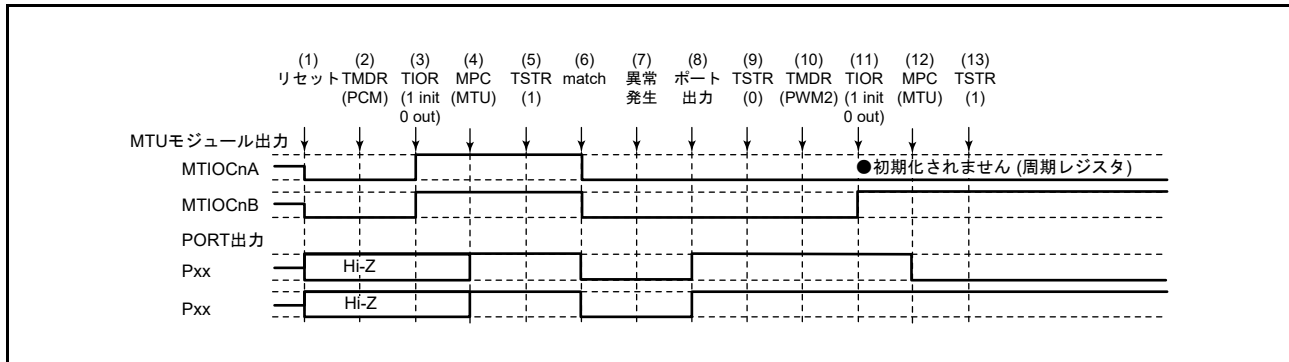 (1) (2) (3) (4) (5) (6) (7) (8) (9) (10) (11) (12) (13)
リセット TMDR TIOR MPC TSTR match 異常 ポート TSTR TMDR TIOR MPC TSTR
(PCM) (1 init (MTU) (1) 発生 出力 (0) (PWM2) (1 init (MTU) (1)
0 out) 0 out)
MTUモジュール出力
MTIOCnA ●初期化されません (周期レジスタ)
MTIOCnB
PORT出力
Pxx Hi-Z
Pxx Hi-Z